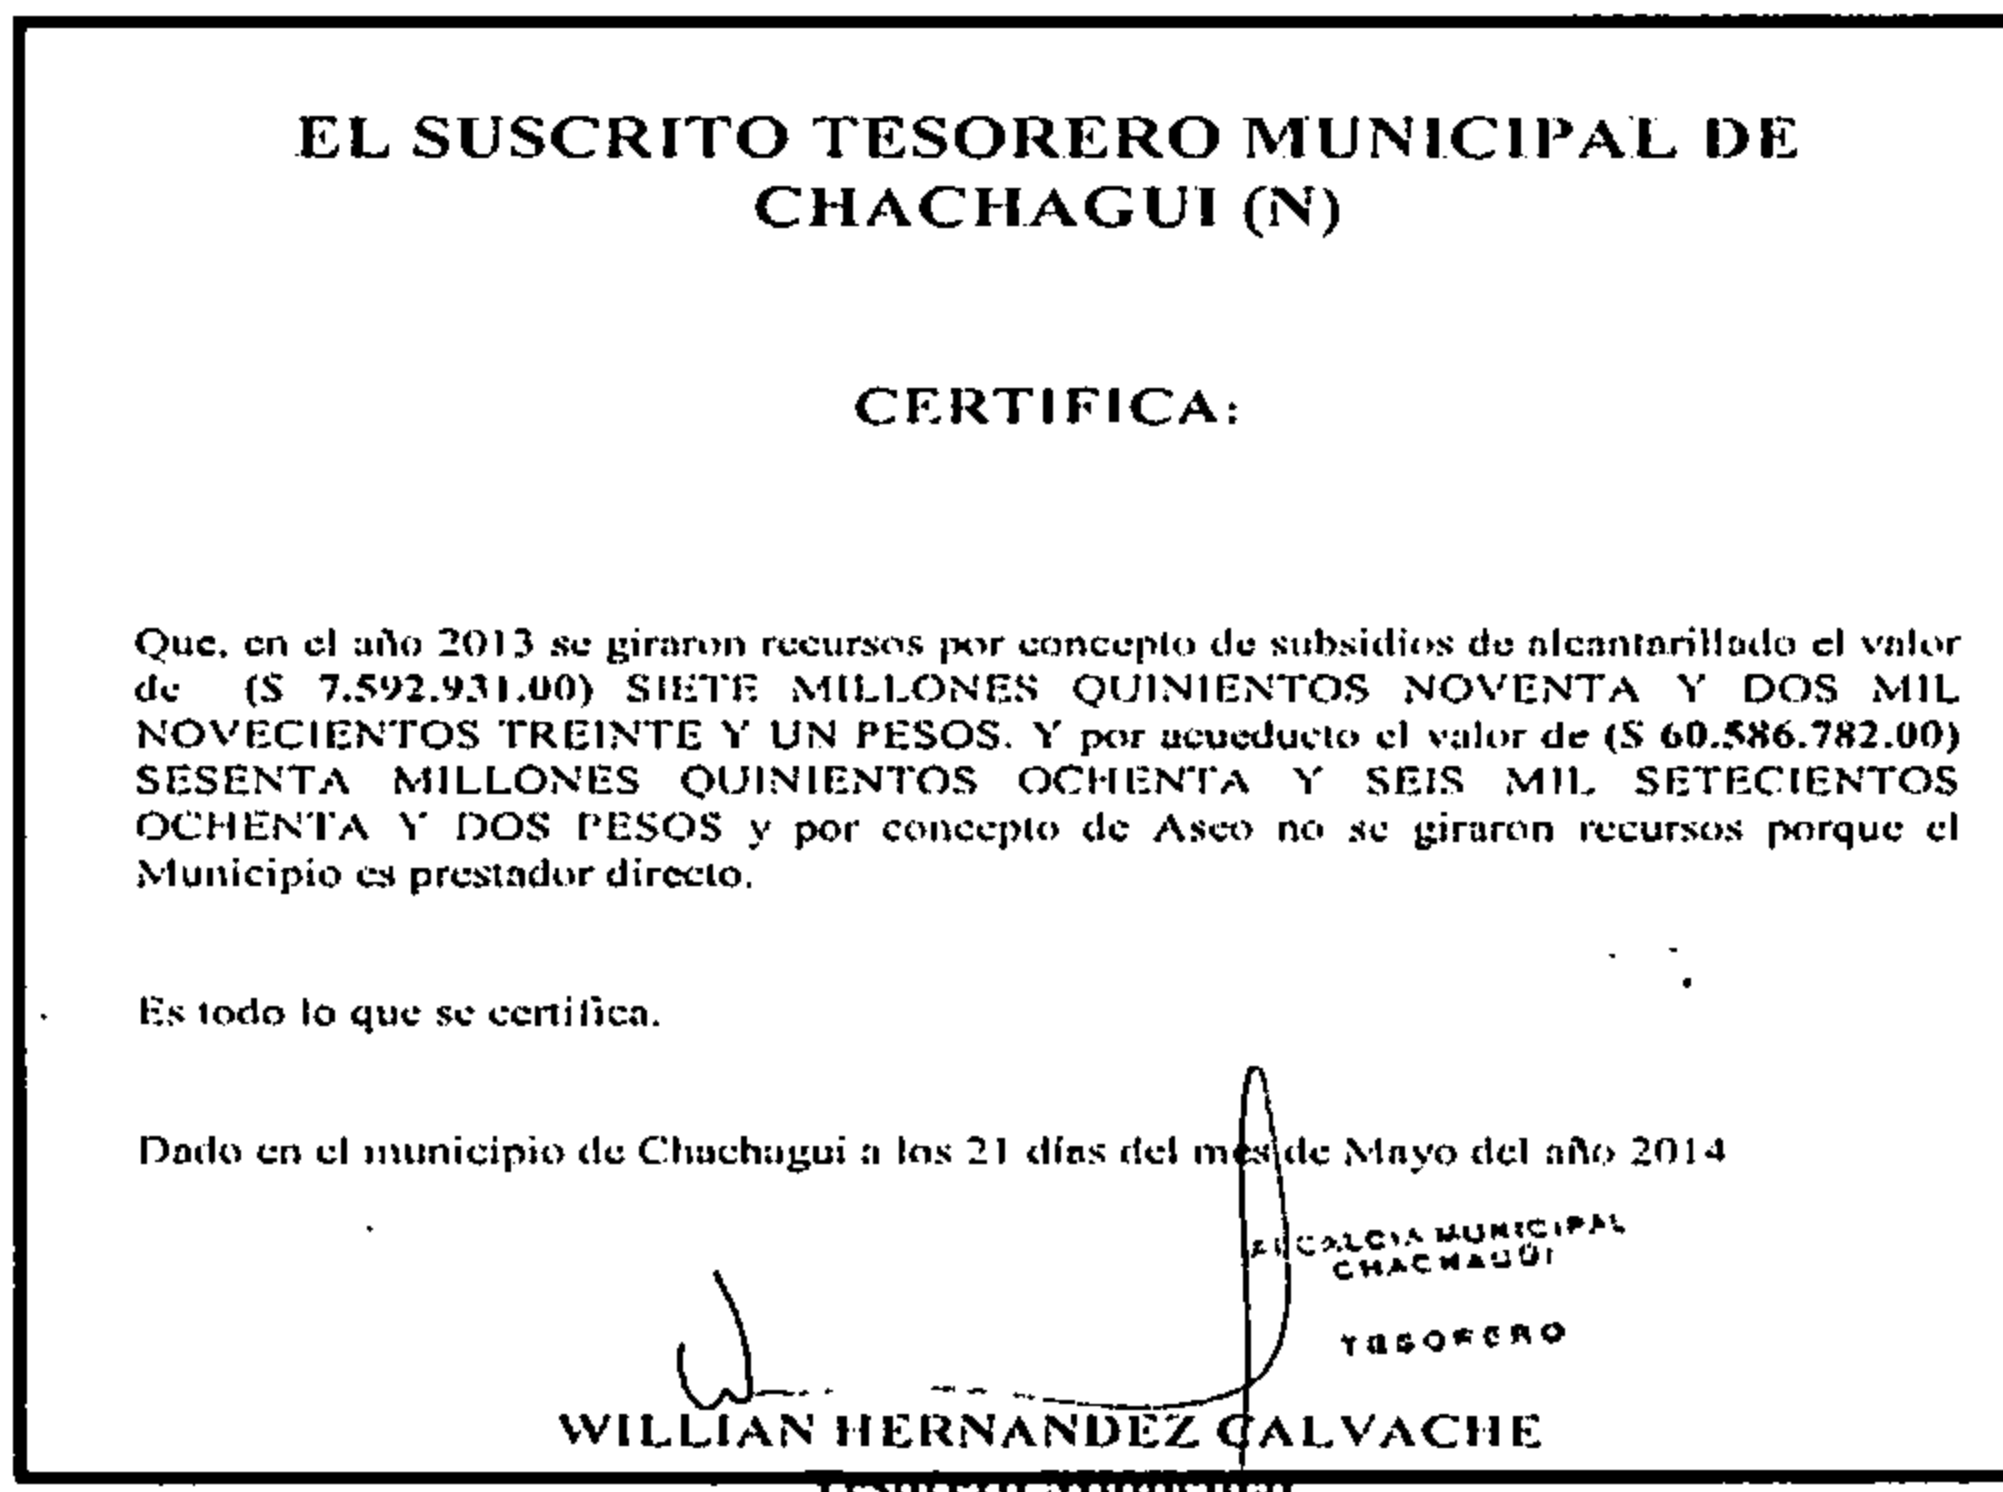 EL SUSCRITO TESORERO MUNICIPAL DE
CHACHAGUI (N)
CERTIFICA:
Que, en el año 2013 se giraron recursos por concepto de subsidios de alcantarillado el valor
de ($ 7.592.931.00) SIETE MILLONES QUINIENTOS NOVENTA Y DOS MIL
NOVECIENTOS TREINTE Y UN PESOS. Y por acueducto el valor de ($ 60.586.782.00)
SESENTA MILLONES QUINIENTOS OCHENTA Y SEIS MIL SETECIENTOS
OCHENTA Y DOS PESOS y por concepto de Aseo no se giraron recursos porque el
Municipio es prestador directo.
Es todo lo que se certifica.
Dado en el municipio de Chachagui a los 21 días del mes de Mayo del año 2014
ALCALDIA MUNICIPAL
CHACHAGÜI
TESORERO
WILLIAN HERNANDEZ CALVACHE